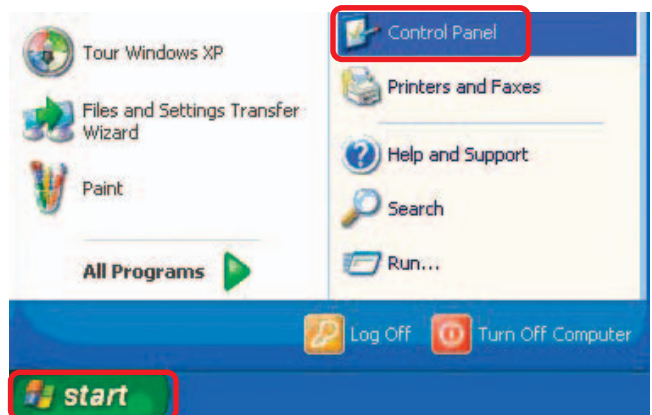 Tour Windows XP
Files and Settings Transfer
Wizard
Paint
All Programs
Control Panel
Printers and Faxes
Help and Support
Search
Run...
Log Off
Turn Off Computer
start